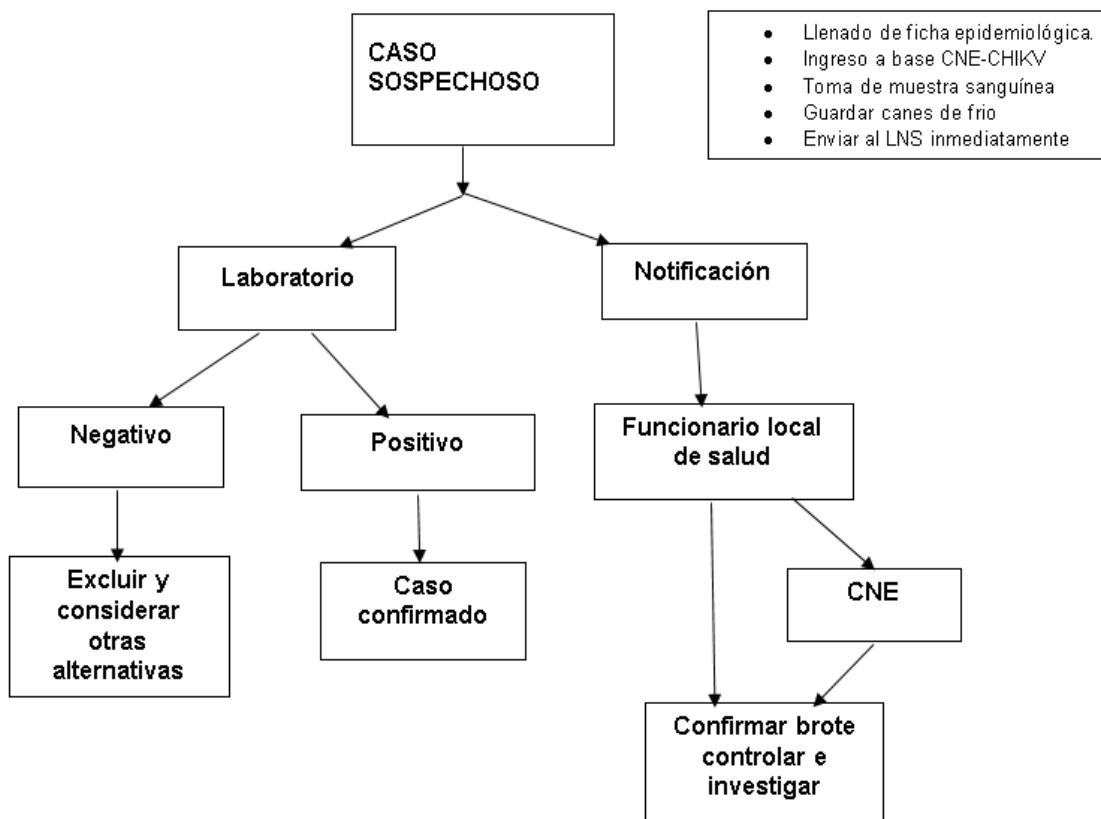 CASO
SOSPECHOSO
• Llenado de ficha epidemiológica.
• Ingreso a base CNE-CHIKV
• Toma de muestra sanguínea
• Guardar canes de frio
• Enviar al LNS inmediatamente
Laboratorio
Notificación
Negativo
Positivo
Funcionario local
de salud
Excluir y
considerar
otras
alternativas
Caso
confirmado
CNE
Confirmar brote
controlar e
investigar